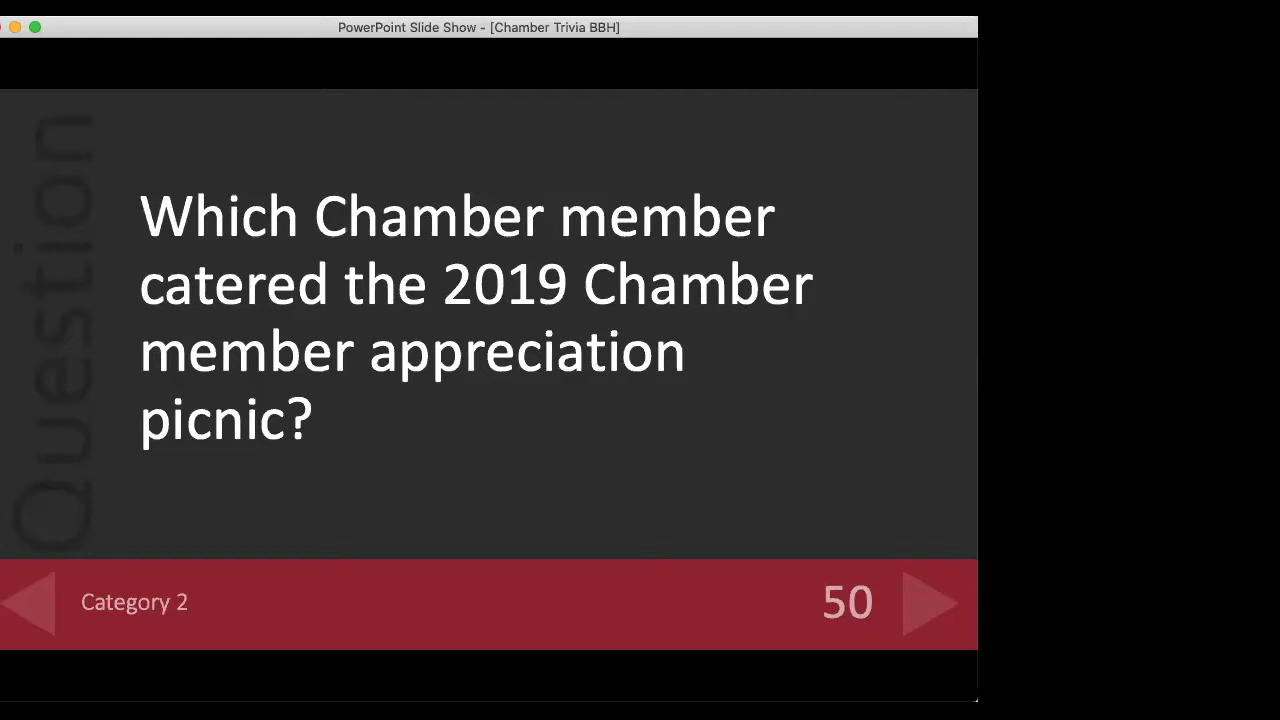 PowerPoint Slide Show - [Chamber Trivia BBH]
Question
Which Chamber member
catered the 2019 Chamber
member appreciation
picnic?
Category 2
50